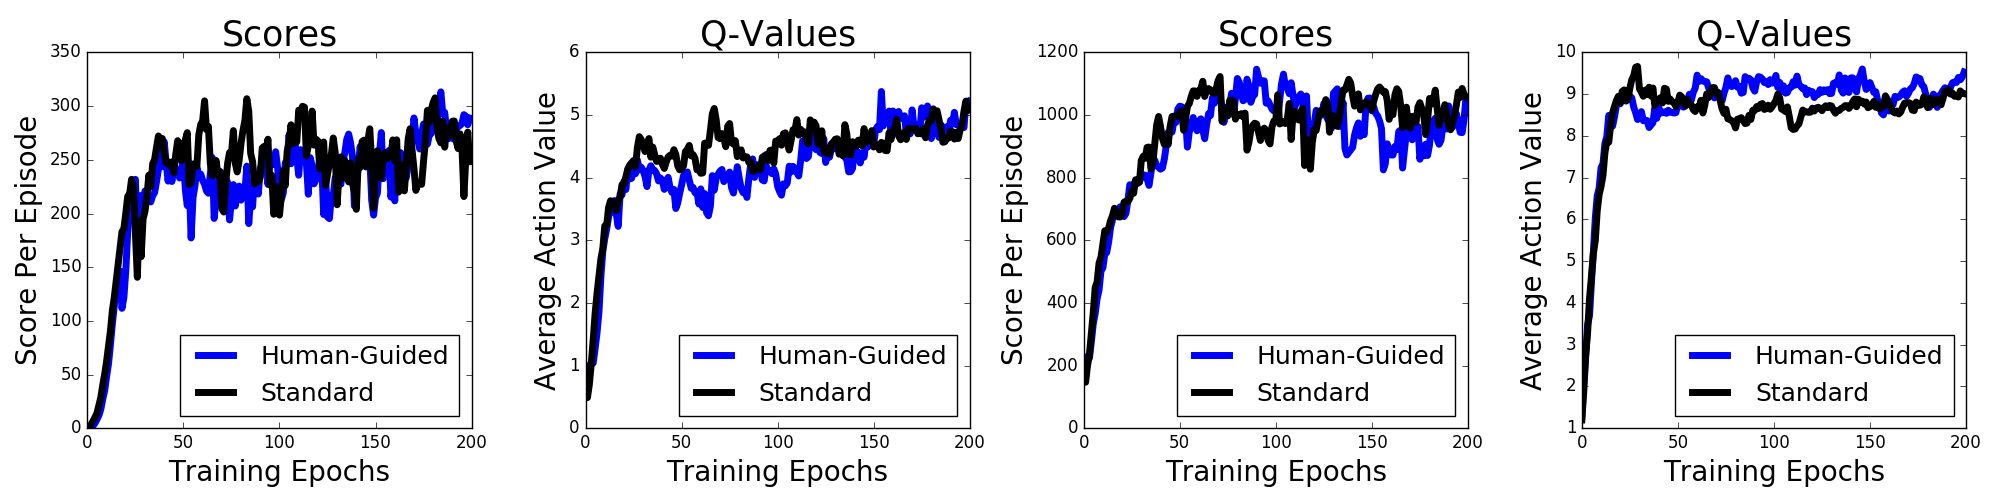 Scores
Score Per Episode
350
300
250
200
150
100
50
0
Human-Guided
Standard
0 50 100 150 200
Training Epochs
Q-Values
Average Action Value
6
5
4
3
2
1
0
Human-Guided
Standard
0 50 100 150 200
Training Epochs
Scores
Score Per Episode
1200
1000
800
600
400
200
0
Human-Guided
Standard
0 50 100 150 200
Training Epochs
Q-Values
Average Action Value
10
9
8
7
6
5
4
3
2
1
Human-Guided
Standard
0 50 100 150 200
Training Epochs